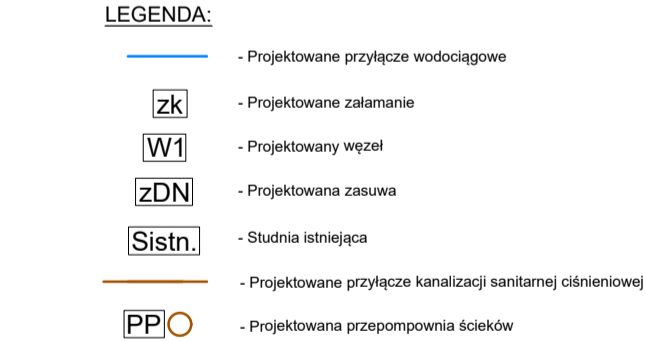 LEGENDA:
- Projektowane przyłącze wodociągowe
zk - Projektowane załamanie
W1 - Projektowany węzeł
zDN - Projektowana zasuwa
Sistn. - Studnia istniejąca
- Projektowane przyłącze kanalizacji sanitarnej ciśnieniowej
PP - Projektowana przepompownia ścieków